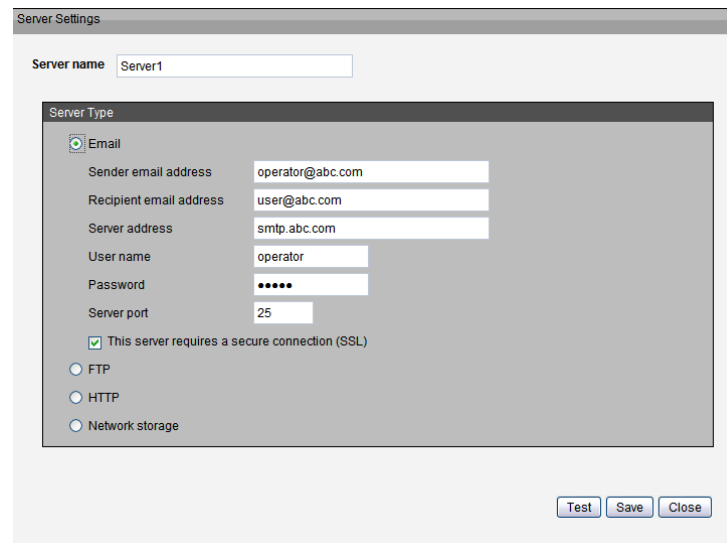 Server Settings
Server name Server1
Server Type
Email
Sender email address operator@abc.com
Recipient email address user@abc.com
Server address smtp.abc.com
User name operator
Password •••••
Server port 25
This server requires a secure connection (SSL)
FTP
HTTP
Network storage
Test Save Close